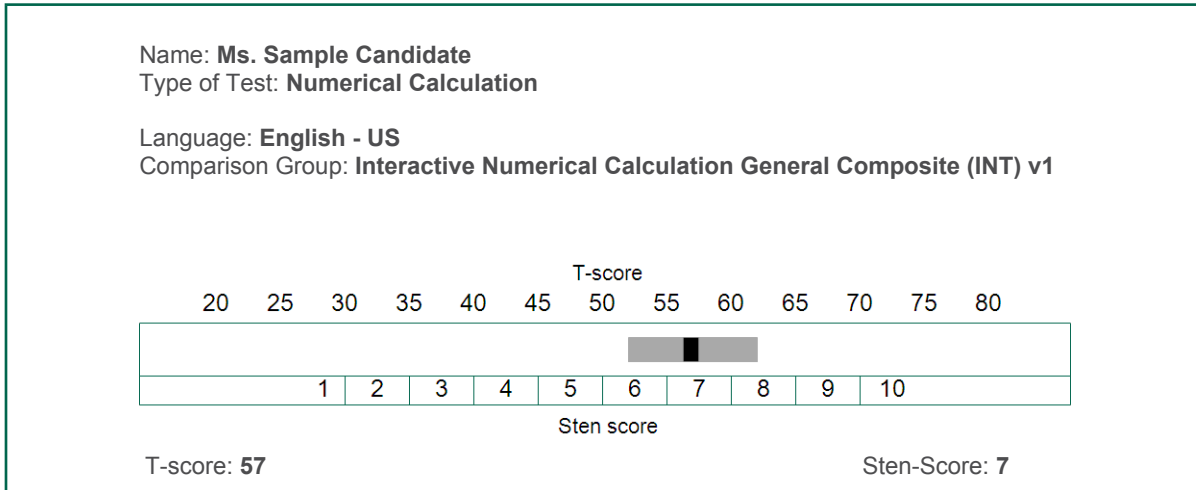 Name: Ms. Sample Candidate
Type of Test: Numerical Calculation
Language: English - US
Comparison Group: Interactive Numerical Calculation General Composite (INT) v1
T-score
20 25 30 35 40 45 50 55 60 65 70 75 80
1 2 3 4 5 6 7 8 9 10
Sten score
T-score: 57 Sten-Score: 7